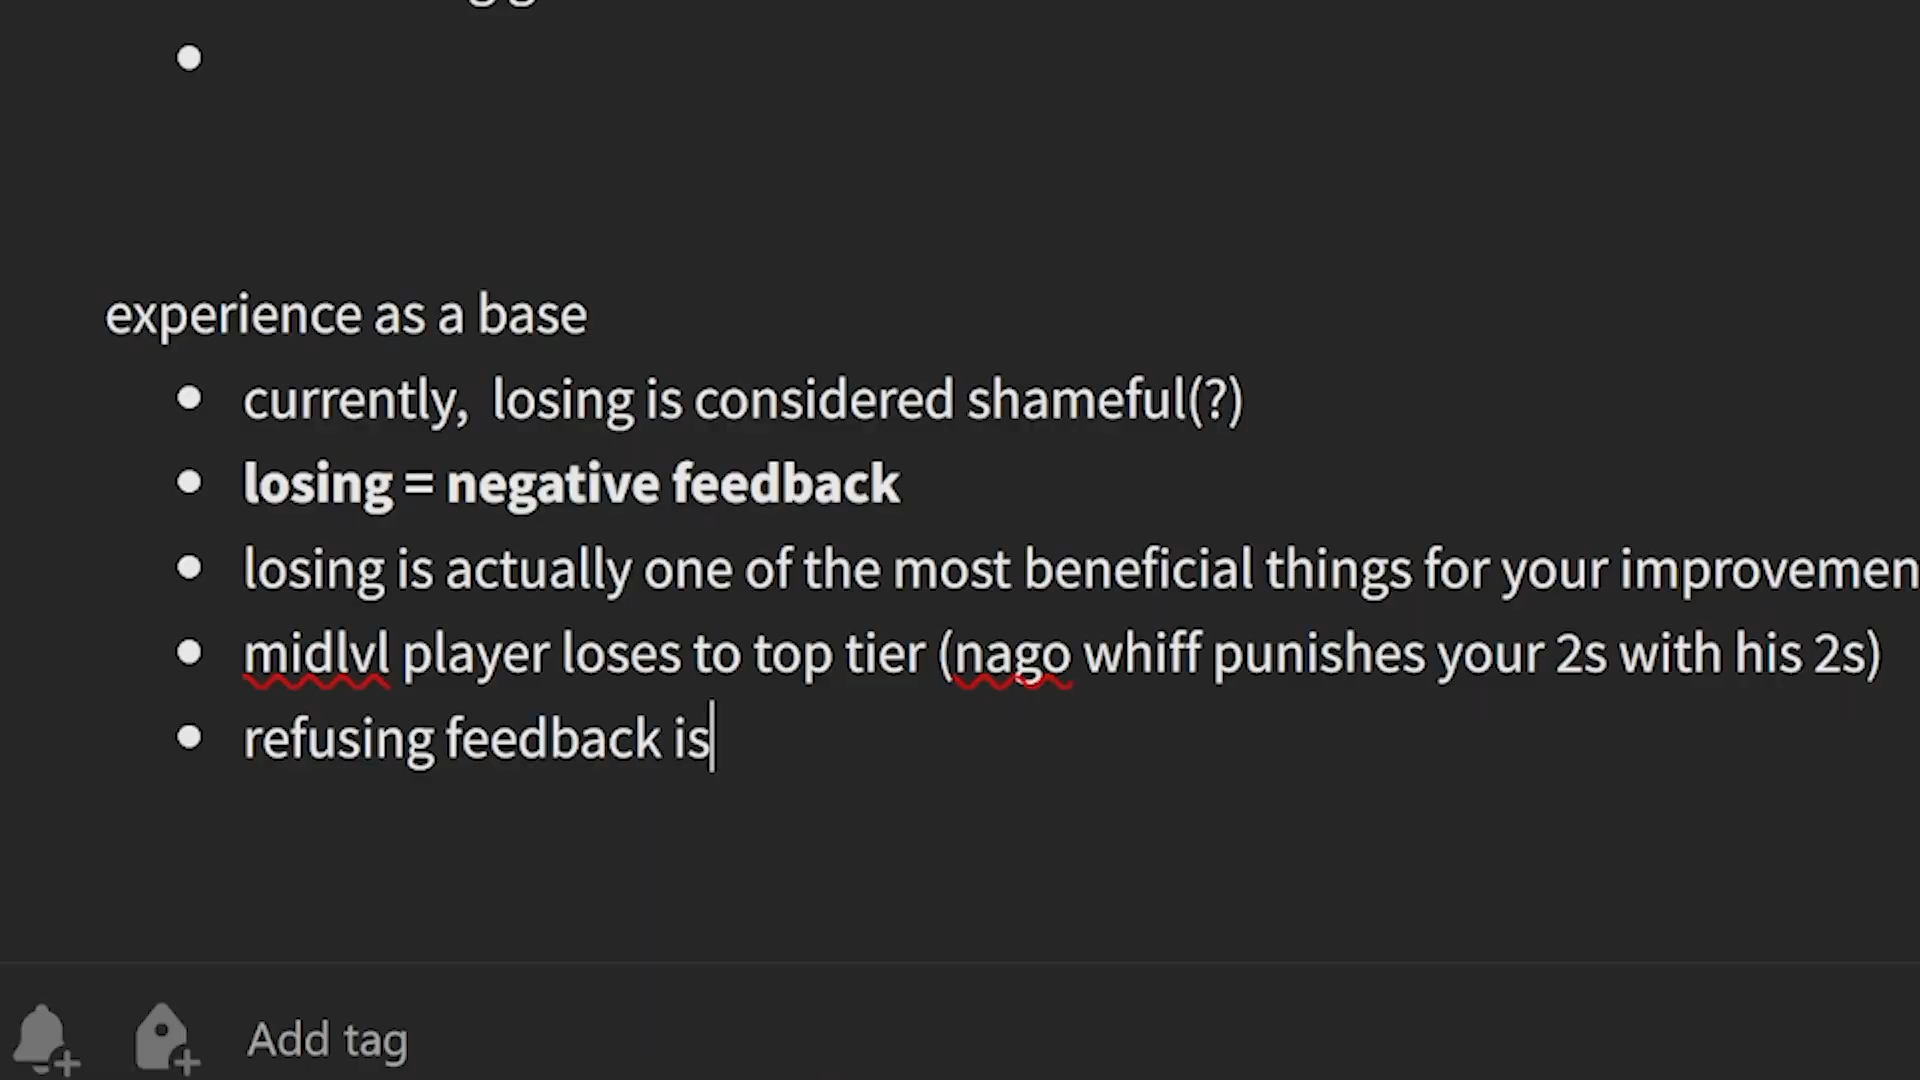 experience as a base
currently,  losing is considered shameful(?)
losing = negative feedback
losing is actually one of the most beneficial things for your improvemen
midlvl player loses to top tier (nago whiff punishes your 2s with his 2s)
refusing feedback is
Add tag